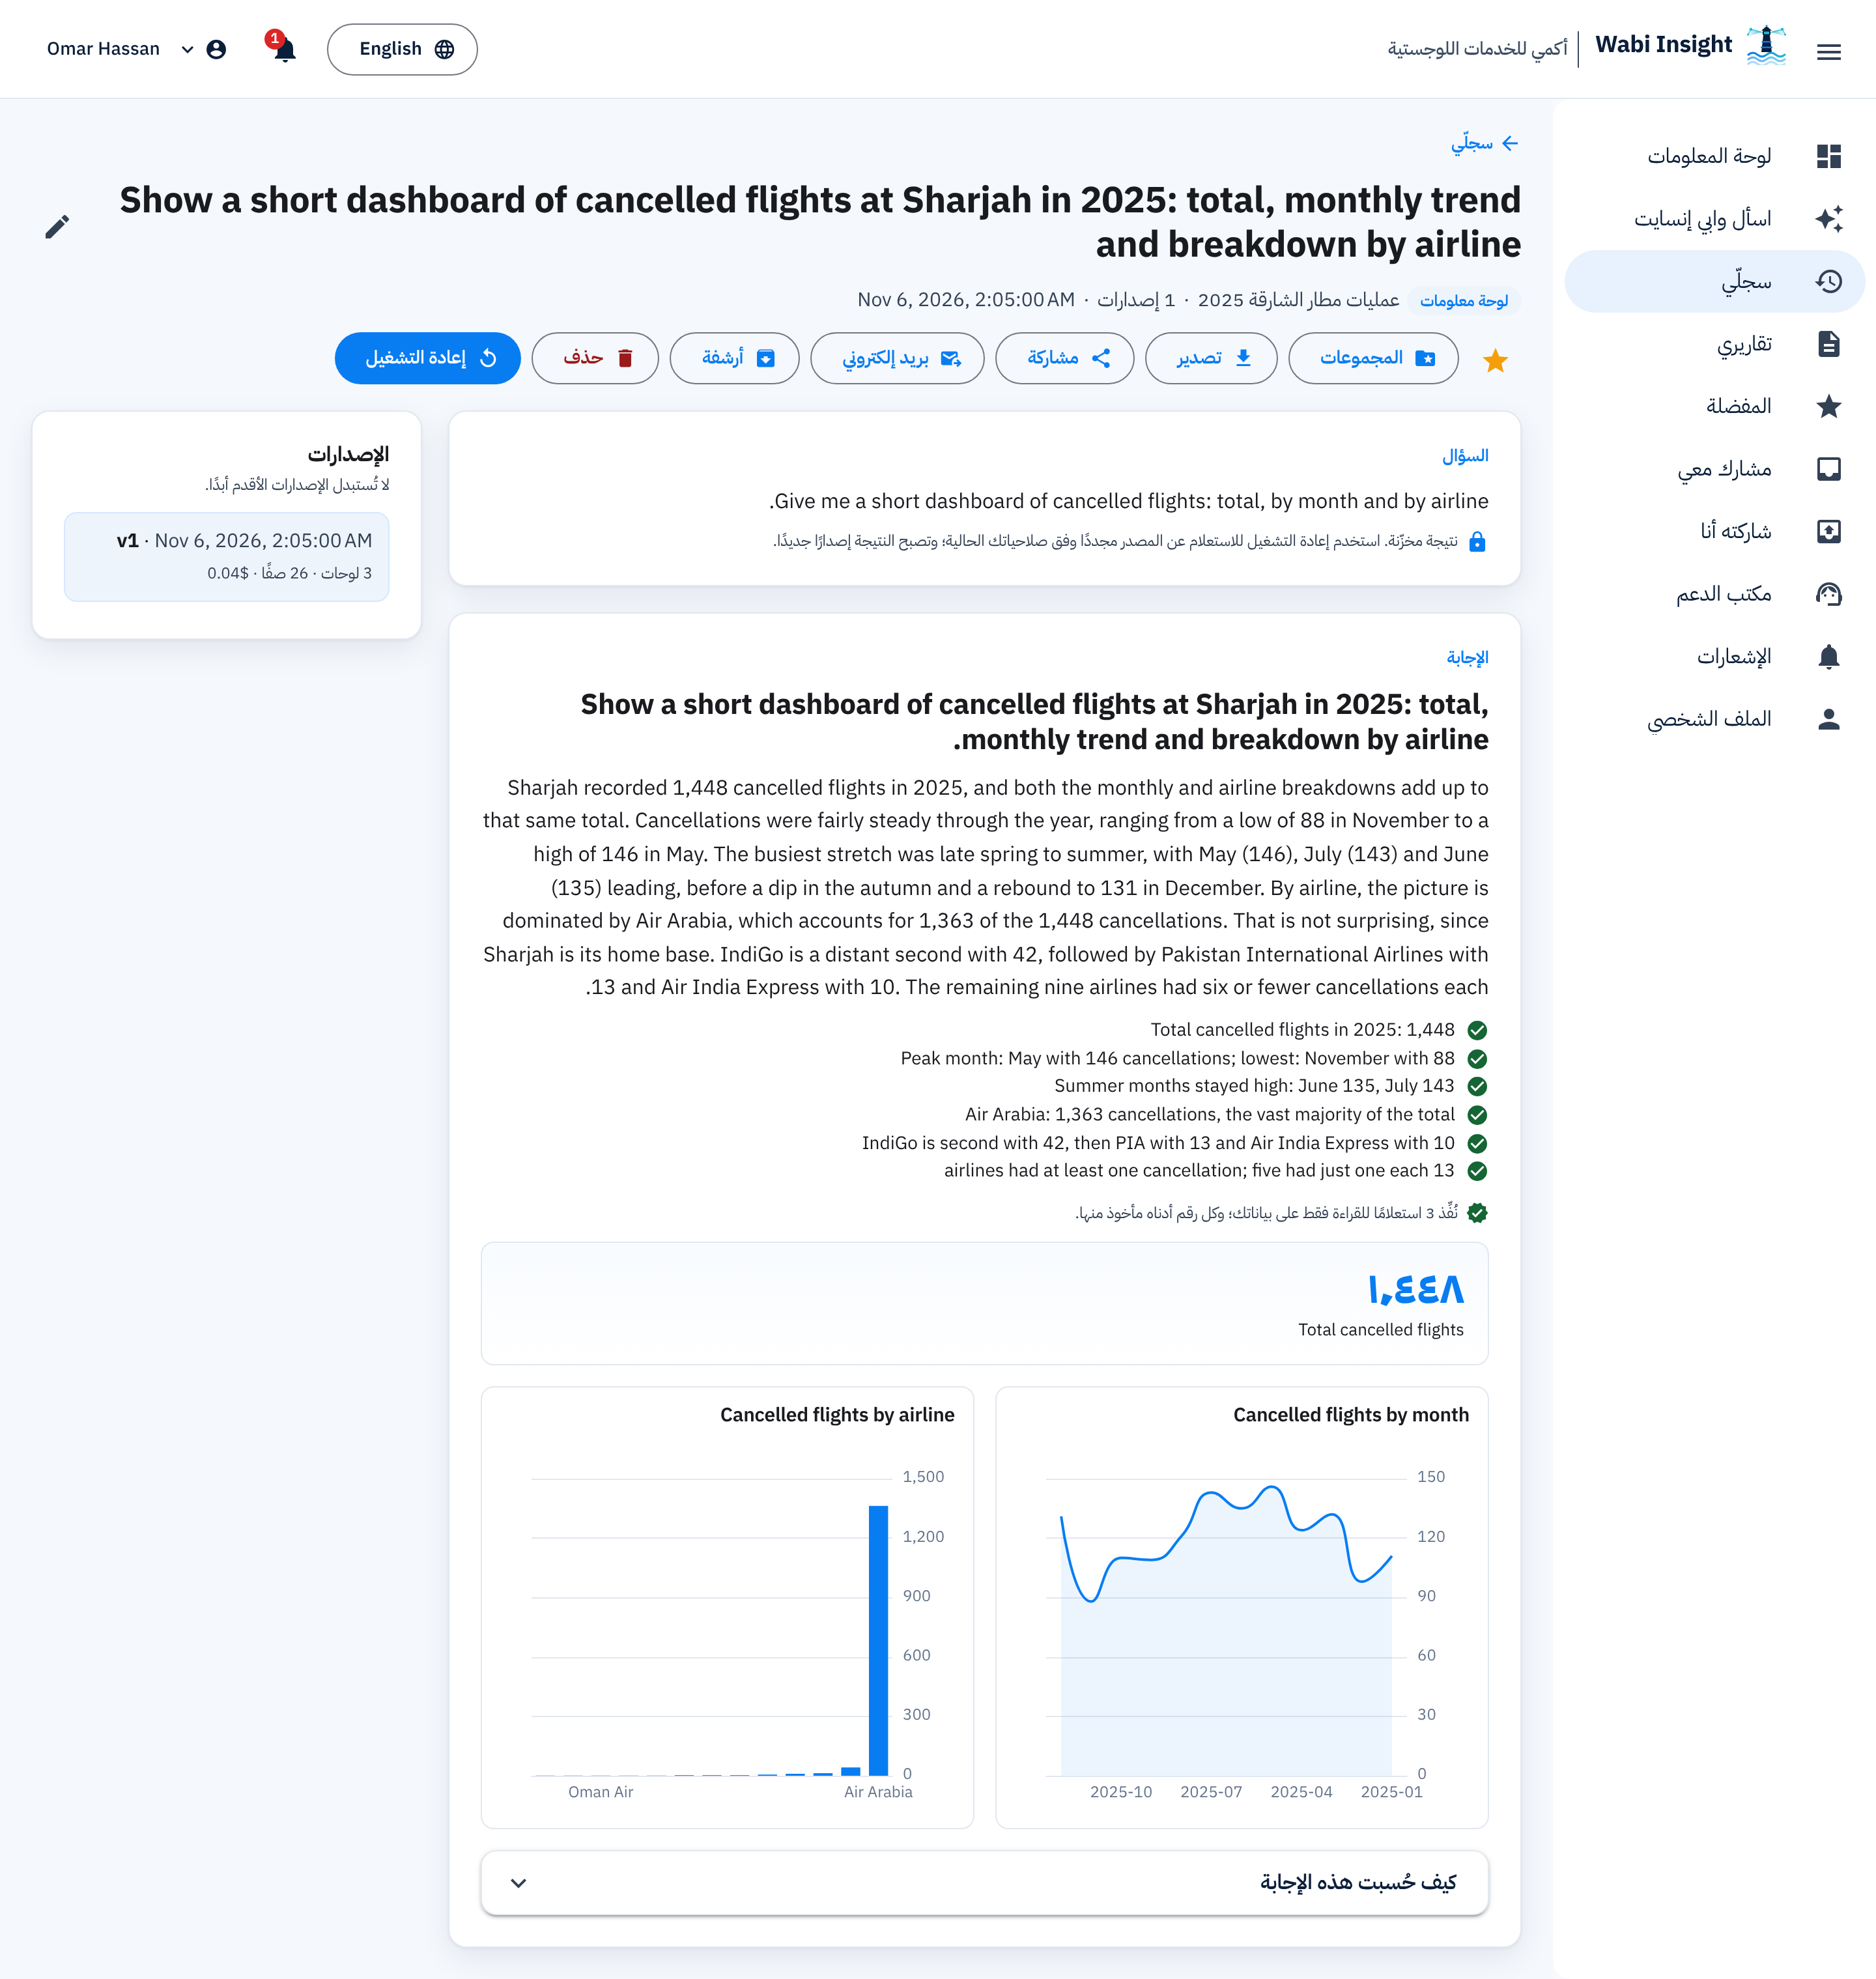 Wabi Insight
أكمي للخدمات اللوجستية
English
1
Omar Hassan
لوحة المعلومات
اسأل وابي إنسايت
سجلّي
تقاريري
المفضلة
مشارك معي
شاركته أنا
مكتب الدعم
الإشعارات
الملف الشخصي
سجلّي
Show a short dashboard of cancelled flights at Sharjah in 2025: total, monthly trend
and breakdown by airline
لوحة معلومات عمليات مطار الشارقة 2025 · 1 إصدارات · Nov 6, 2026, 2:05:00 AM
المجموعات
تصدير
مشاركة
بريد إلكتروني
أرشفة
حذف
إعادة التشغيل
السؤال
Give me a short dashboard of cancelled flights: total, by month and by airline.
نتيجة مخزّنة. استخدم إعادة التشغيل للاستعلام عن المصدر مجددًا وفق صلاحياتك الحالية؛ وتصبح النتيجة إصدارًا جديدًا.
الإصدارات
لا تُستبدل الإصدارات الأقدم أبدًا.
v1 · Nov 6, 2026, 2:05:00 AM
3 لوحات · 26 صفًا · $0.04
الإجابة
Show a short dashboard of cancelled flights at Sharjah in 2025: total,
monthly trend and breakdown by airline.
Sharjah recorded 1,448 cancelled flights in 2025, and both the monthly and airline breakdowns add up to
that same total. Cancellations were fairly steady through the year, ranging from a low of 88 in November to a
high of 146 in May. The busiest stretch was late spring to summer, with May (146), July (143) and June
(135) leading, before a dip in the autumn and a rebound to 131 in December. By airline, the picture is
dominated by Air Arabia, which accounts for 1,363 of the 1,448 cancellations. That is not surprising, since
Sharjah is its home base. IndiGo is a distant second with 42, followed by Pakistan International Airlines with
13 and Air India Express with 10. The remaining nine airlines had six or fewer cancellations each.
Total cancelled flights in 2025: 1,448
Peak month: May with 146 cancellations; lowest: November with 88
Summer months stayed high: June 135, July 143
Air Arabia: 1,363 cancellations, the vast majority of the total
IndiGo is second with 42, then PIA with 13 and Air India Express with 10
13 airlines had at least one cancellation; five had just one each
نُفِّذ 3 استعلامًا للقراءة فقط على بياناتك؛ وكل رقم أدناه مأخوذ منها.
١٬٤٤٨
Total cancelled flights
Cancelled flights by month
150
120
90
60
30
0
2025-10 2025-07 2025-04 2025-01
Cancelled flights by airline
1,500
1,200
900
600
300
0
Oman Air Air Arabia
كيف حُسبت هذه الإجابة